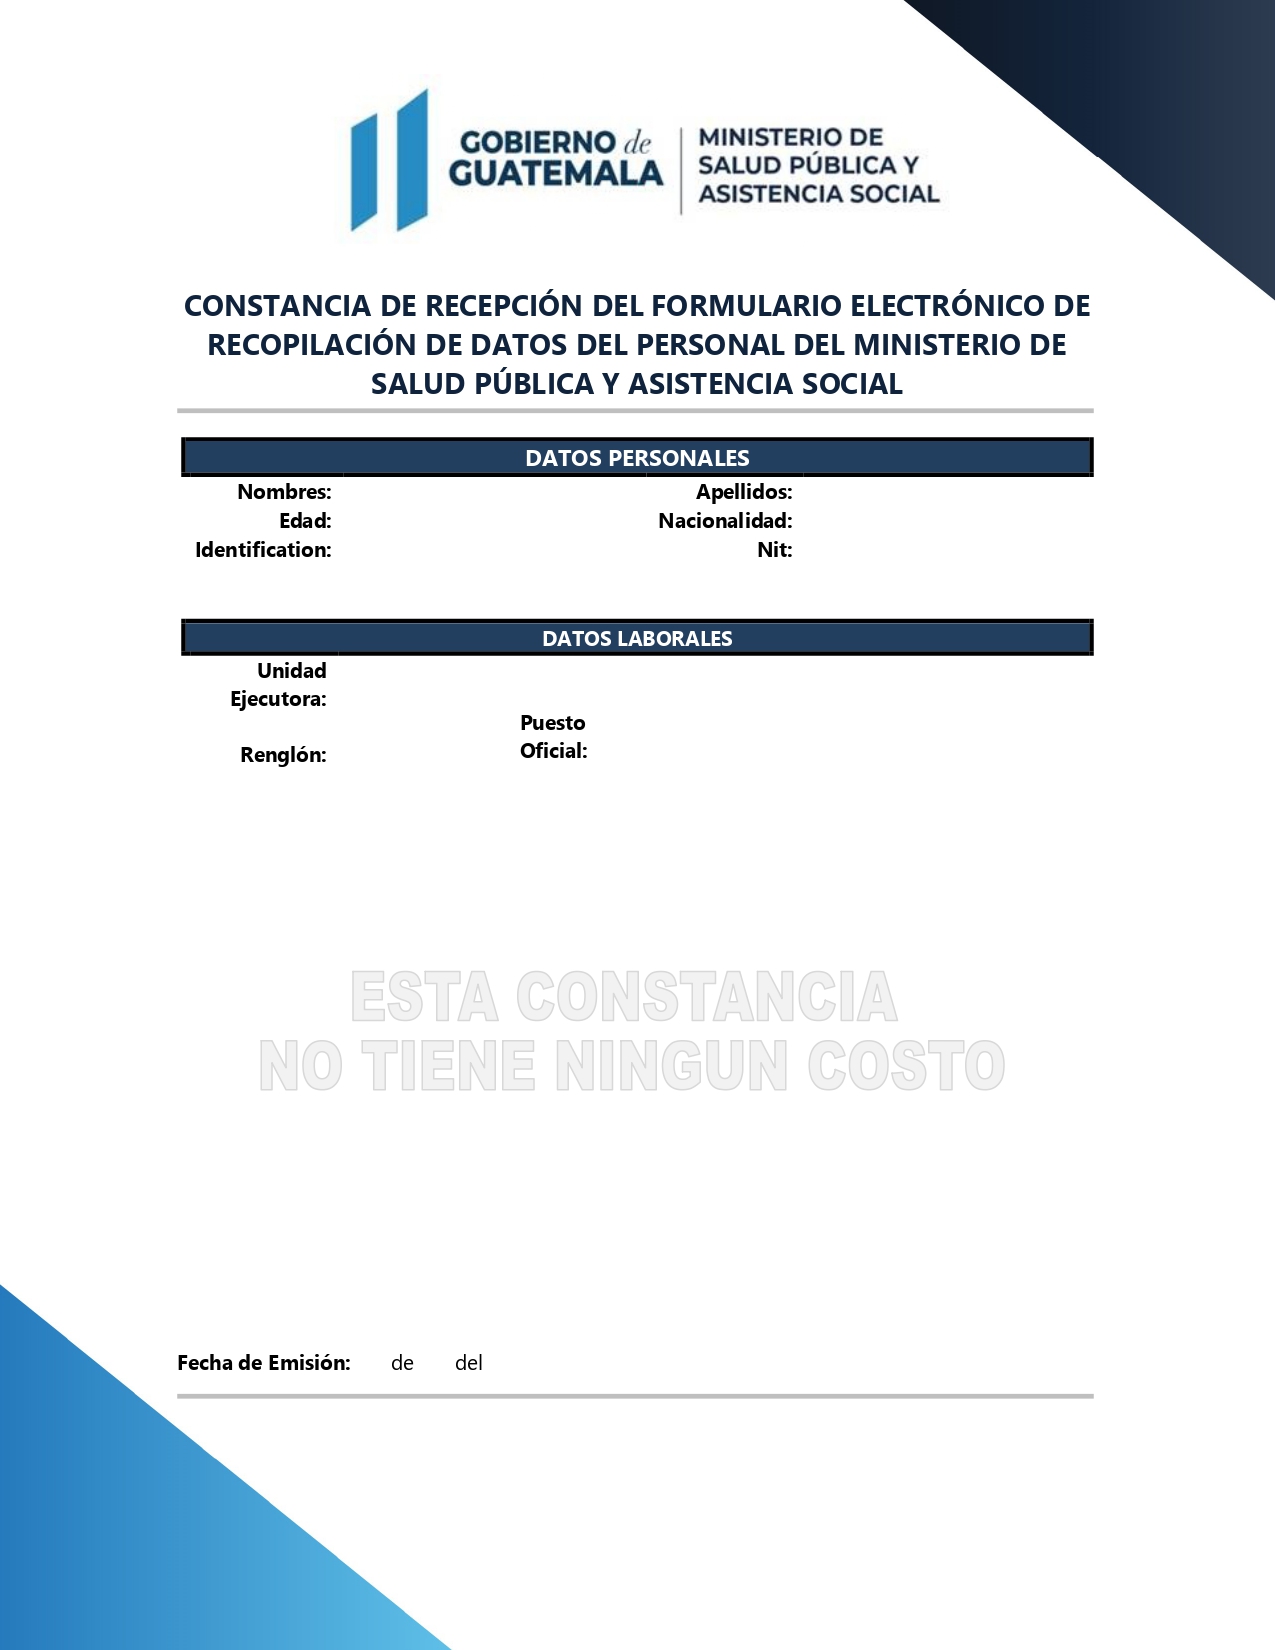 GOBIERNO de
GUATEMALA
MINISTERIO DE
SALUD PÚBLICA Y
ASISTENCIA SOCIAL
CONSTANCIA DE RECEPCIÓN DEL FORMULARIO ELECTRÓNICO DE
RECOPILACIÓN DE DATOS DEL PERSONAL DEL MINISTERIO DE
SALUD PÚBLICA Y ASISTENCIA SOCIAL
DATOS PERSONALES
Nombres: Apellidos:
Edad: Nacionalidad:
Identification: Nit:
DATOS LABORALES
Unidad
Ejecutora:
Puesto
Oficial:
Renglón:
ESTA CONSTANCIA
NO TIENE NINGUN COSTO
Fecha de Emisión: de del